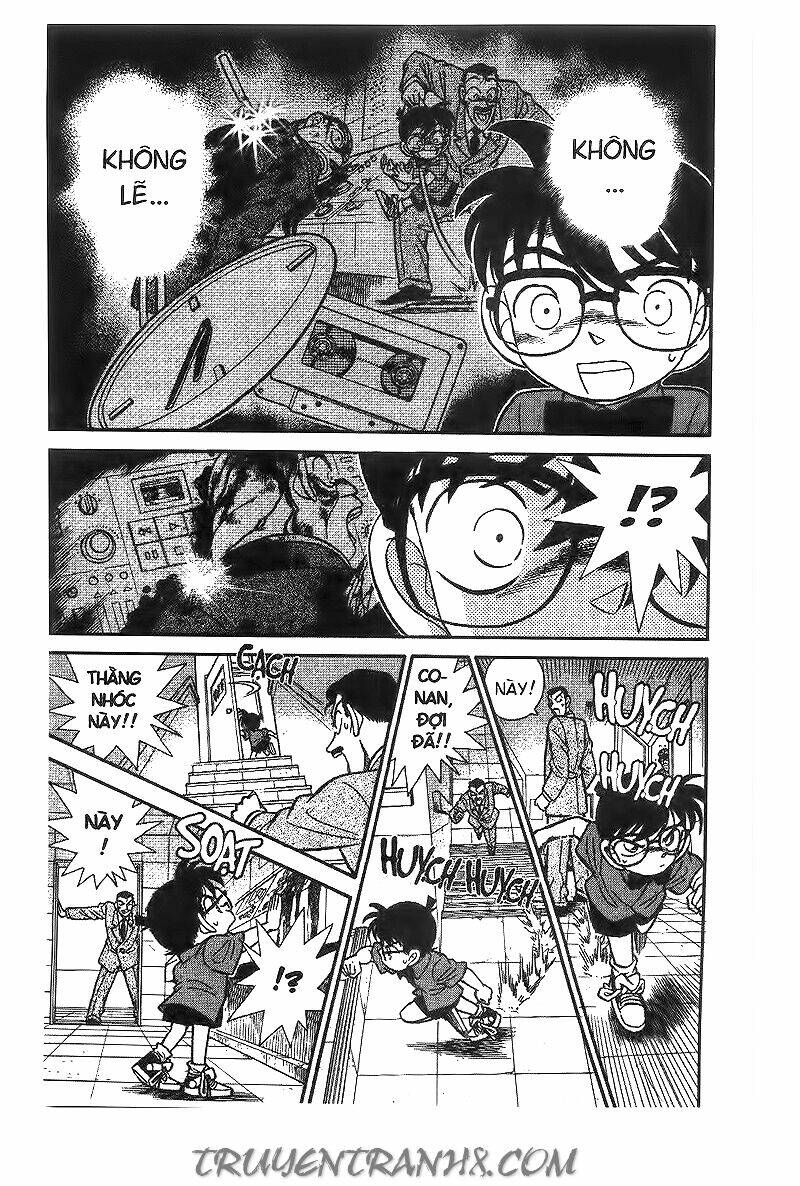 KHÔNG
...
KHÔNG
LẼ...
!?
NÀY!
HUỴCH
HUỴCH
CO-
NAN,
ĐỢI
ĐÃ!!
HUỴCH HUỴCH
CẠCH
THẰNG
NHÓC
NÀY!!
SOẠT
!?
NÀY
!
TRUYENTRANH8.COM